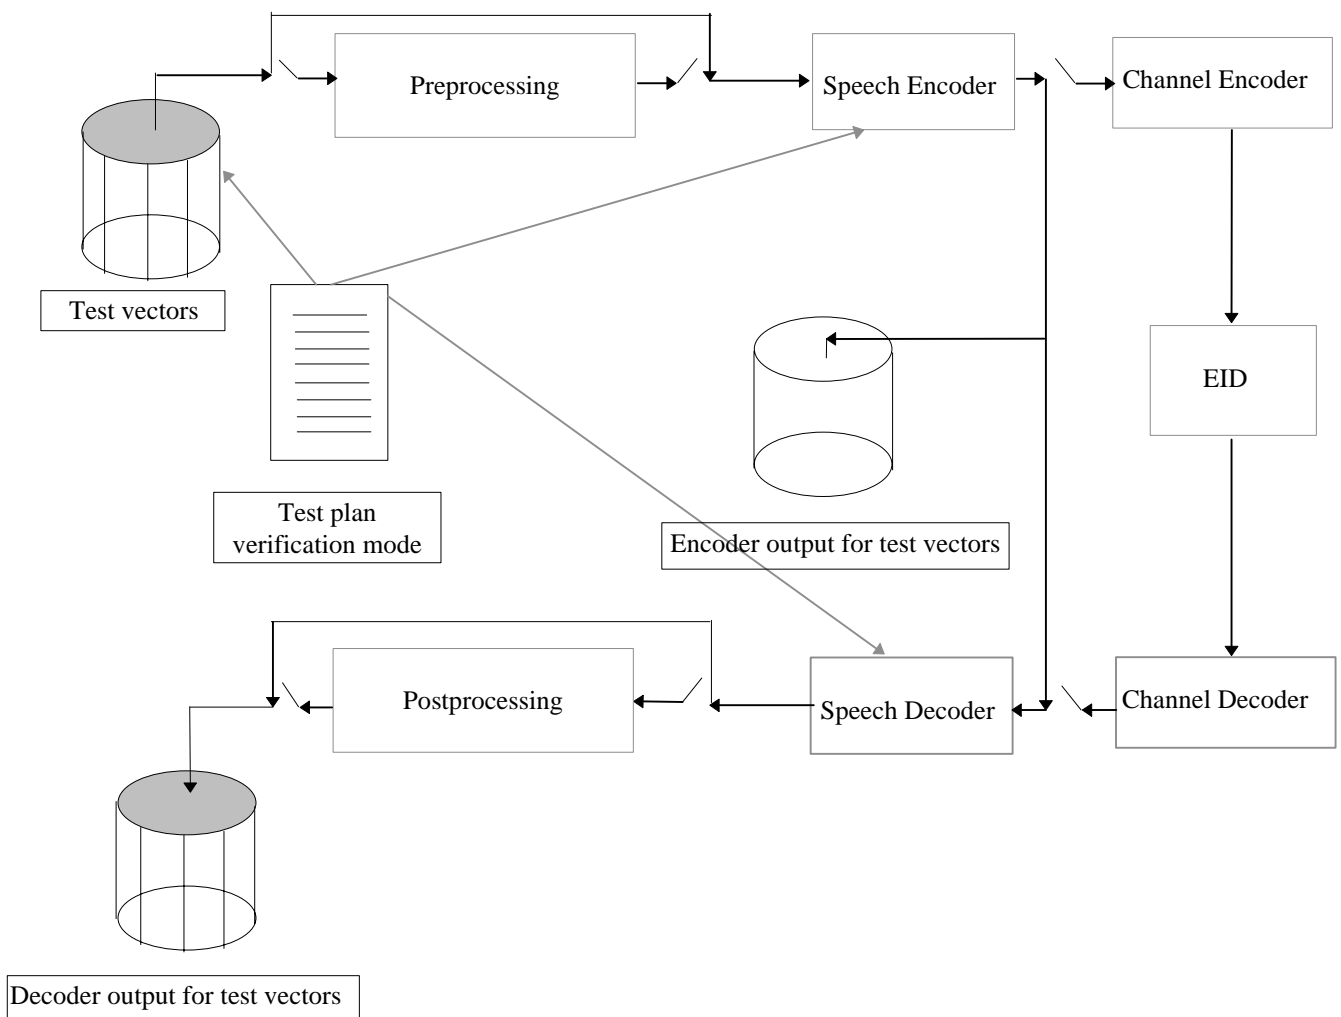 Preprocessing
Speech Encoder
Channel Encoder
Test vectors
EID
Test plan
verification mode
Encoder output for test vectors
Postprocessing
Speech Decoder
Channel Decoder
Decoder output for test vectors